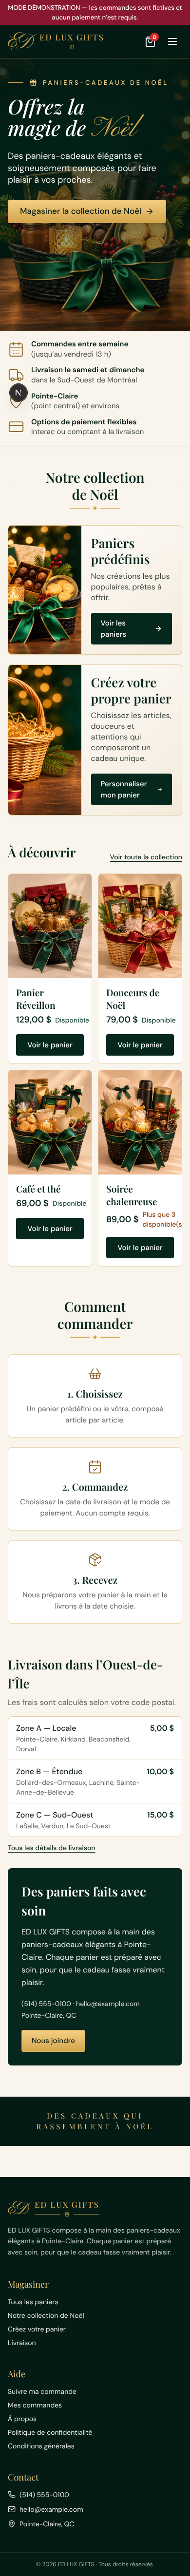 MODE DÉMONSTRATION — les commandes sont fictives et
aucun paiement n’est requis.
ED LUX GIFTS
0
PANIERS-CADEAUX DE NOËL
Offrez la
magie de Noël
Des paniers-cadeaux élégants et
soigneusement composés pour faire
plaisir à vos proches.
Magasiner la collection de Noël
Commandes entre semaine
(jusqu’au vendredi 13 h)
Livraison le samedi et dimanche
dans le Sud-Ouest de Montréal
N
Pointe-Claire
(point central) et environs
Options de paiement flexibles
Interac ou comptant à la livraison
Notre collection
de Noël
Paniers
prédéfinis
Nos créations les plus
populaires, prêtes à
offrir.
Voir les
paniers
Créez votre
propre panier
Choisissez les articles,
douceurs et
attentions qui
composeront un
cadeau unique.
Personnaliser
mon panier
À découvrir
Voir toute la collection
Panier
Réveillon
129,00 $ Disponible
Voir le panier
Douceurs de
Noël
79,00 $ Disponible
Voir le panier
Café et thé
69,00 $ Disponible
Voir le panier
Soirée
chaleureuse
89,00 $ Plus que 3
disponible(s
Voir le panier
Comment
commander
1. Choisissez
Un panier prédéfini ou le vôtre, composé
article par article.
2. Commandez
Choisissez la date de livraison et le mode de
paiement. Aucun compte requis.
3. Recevez
Nous préparons votre panier à la main et le
livrons à la date choisie.
Livraison dans l’Ouest-de-
l’Île
Les frais sont calculés selon votre code postal.
Zone A — Locale 5,00 $
Pointe-Claire, Kirkland, Beaconsfield,
Dorval
Zone B — Étendue 10,00 $
Dollard-des-Ormeaux, Lachine, Sainte-
Anne-de-Bellevue
Zone C — Sud-Ouest 15,00 $
LaSalle, Verdun, Le Sud-Ouest
Tous les détails de livraison
Des paniers faits avec
soin
ED LUX GIFTS compose à la main des
paniers-cadeaux élégants à Pointe-
Claire. Chaque panier est préparé avec
soin, pour que le cadeau fasse vraiment
plaisir.
(514) 555-0100 · hello@example.com
Pointe-Claire, QC
Nous joindre
DES CADEAUX QUI
RASSEMBLENT À NOËL
ED LUX GIFTS
ED LUX GIFTS compose à la main des paniers-cadeaux
élégants à Pointe-Claire. Chaque panier est préparé avec
soin, pour que le cadeau fasse vraiment plaisir.
Magasiner
Tous les paniers
Notre collection de Noël
Créez votre panier
Livraison
Aide
Suivre ma commande
Mes commandes
À propos
Politique de confidentialité
Conditions générales
Contact
(514) 555-0100
hello@example.com
Pointe-Claire, QC
© 2026 ED LUX GIFTS · Tous droits réservés.